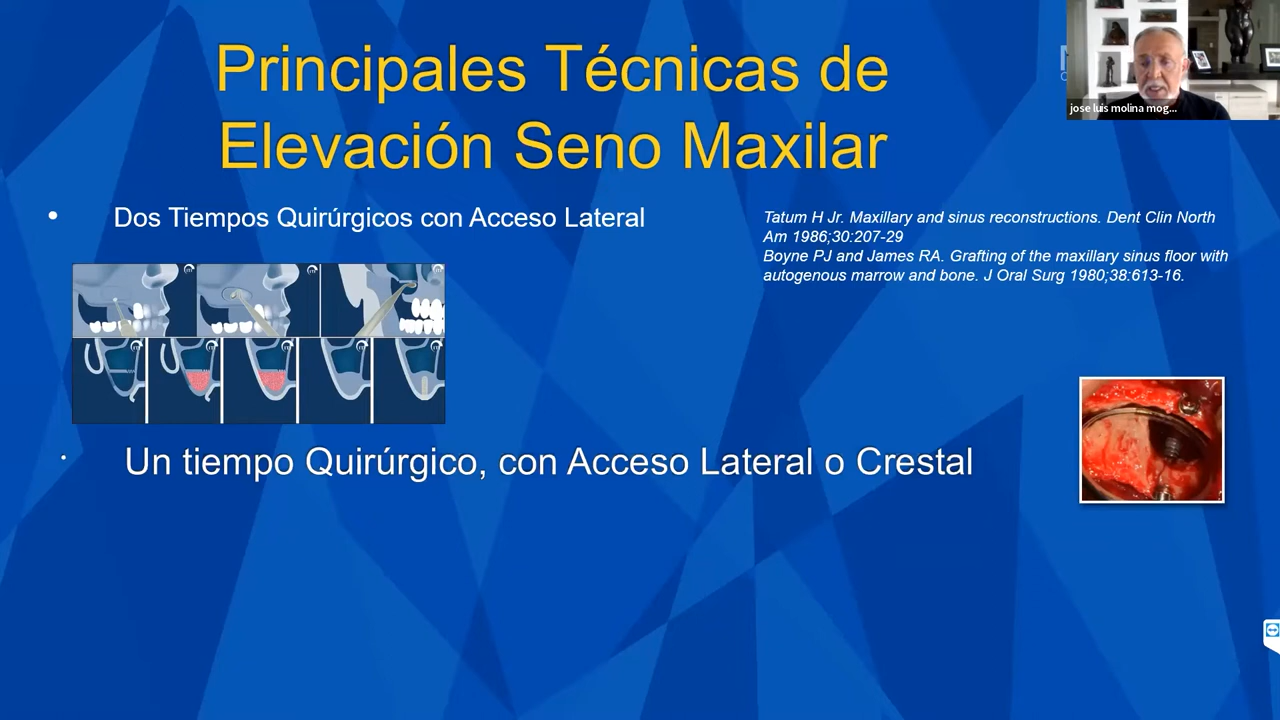 Principales Técnicas de
Elevación Seno Maxilar
jose luis molina mog...
• Dos Tiempos Quirúrgicos con Acceso Lateral
Tatum H Jr. Maxillary and sinus reconstructions. Dent Clin North
Am 1986;30:207-29
Boyne PJ and James RA. Grafting of the maxillary sinus floor with
autogenous marrow and bone. J Oral Surg 1980;38:613-16.
• Un tiempo Quirúrgico, con Acceso Lateral o Crestal